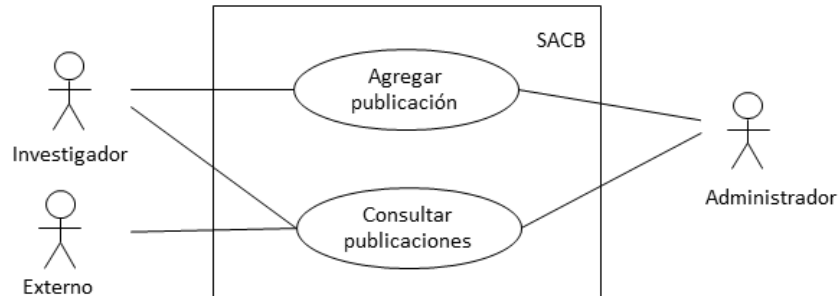 SACB
Agregar
publicación
Investigador
Administrador
Consultar
publicaciones
Externo